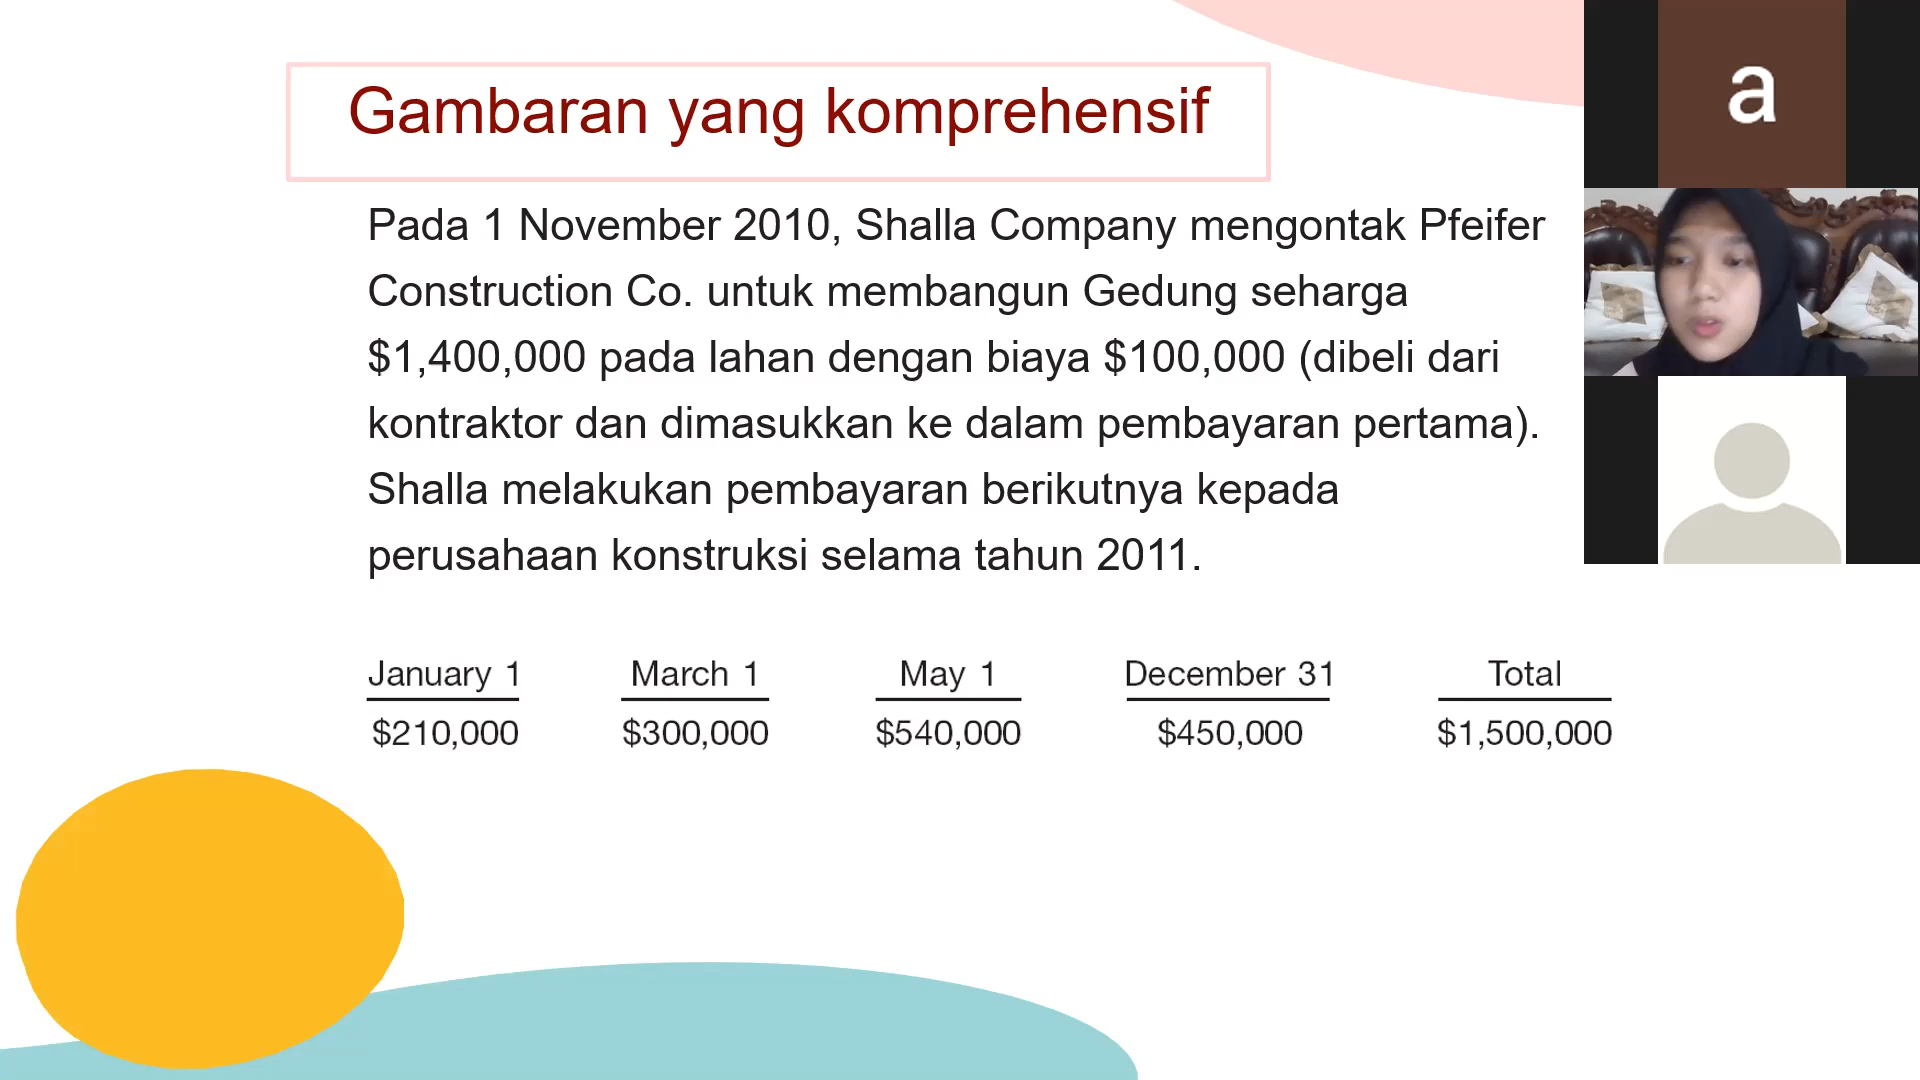 Gambaran yang komprehensif
a
Pada 1 November 2010, Shalla Company mengontak Pfeifer
Construction Co. untuk membangun Gedung seharga
$1,400,000 pada lahan dengan biaya $100,000 (dibeli dari
kontraktor dan dimasukkan ke dalam pembayaran pertama).
Shalla melakukan pembayaran berikutnya kepada
perusahaan konstruksi selama tahun 2011.
January 1 March 1 May 1 December 31 Total
$210,000 $300,000 $540,000 $450,000 $1,500,000